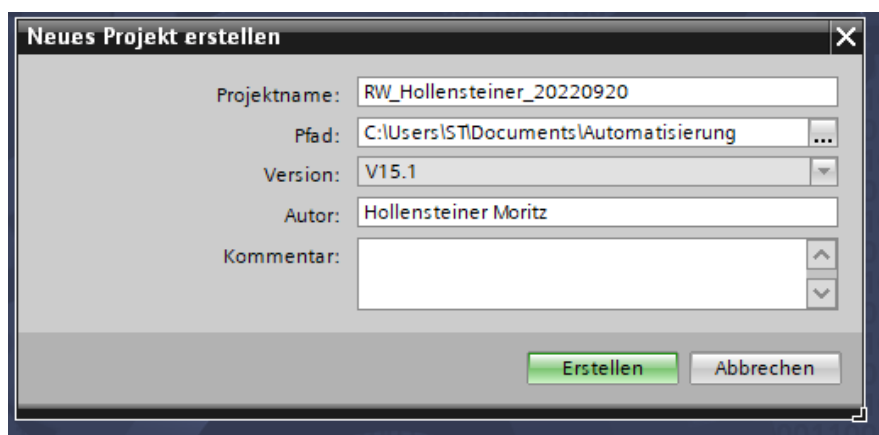 Neues Projekt erstellen
Projektname: RW_Hollensteiner_20220920
Pfad: C:\Users\ST\Documents\Automatisierung ...
Version: V15.1
Autor: Hollensteiner Moritz
Kommentar:
Erstellen Abbrechen